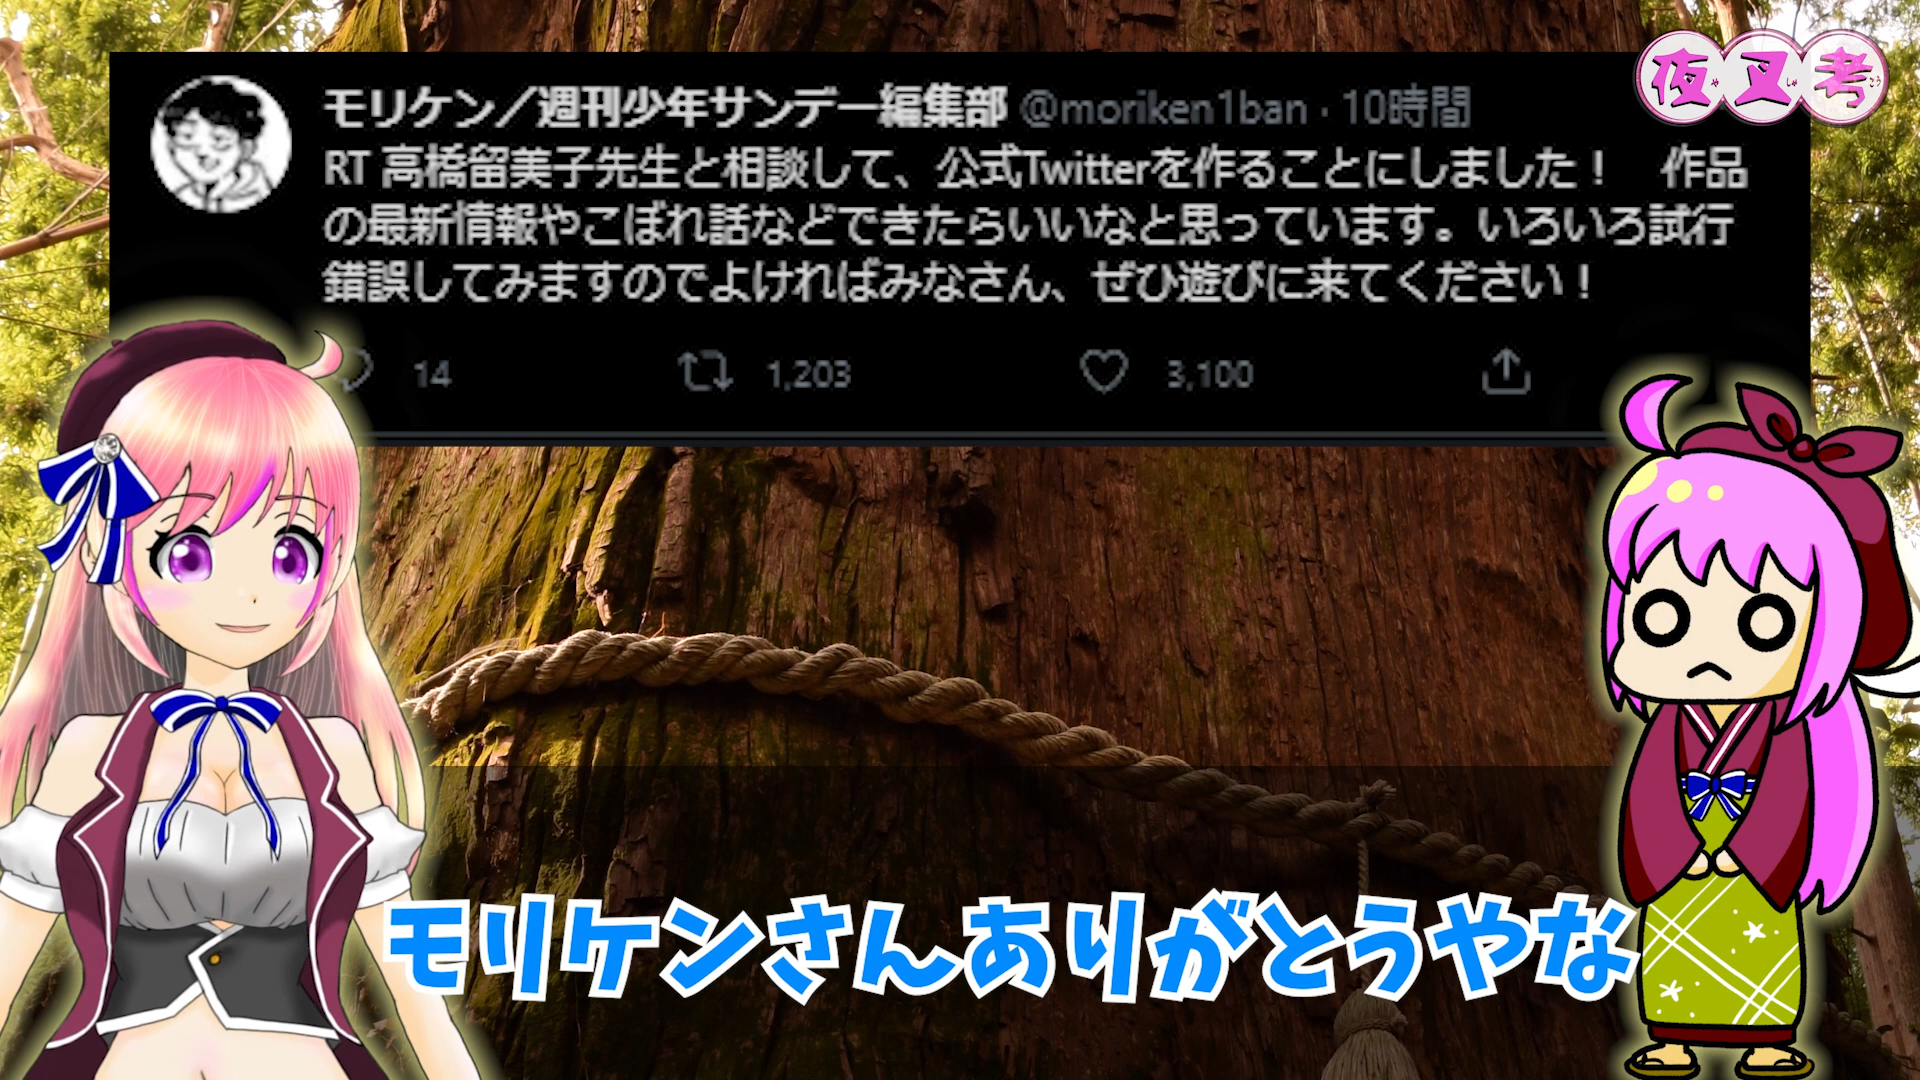 モリケン／週刊少年サンデー編集部 @moriken1ban · 10時間
RT 高橋留美子先生と相談して、公式Twitterを作ることにしました！　作品
の最新情報やこぼれ話などできたらいいなと思っています。いろいろ試行
錯誤してみますのでよければみなさん、ぜひ遊びに来てください！
14 1,203 3,100
夜叉考
やしゃこう
モリケンさんありがとうやな